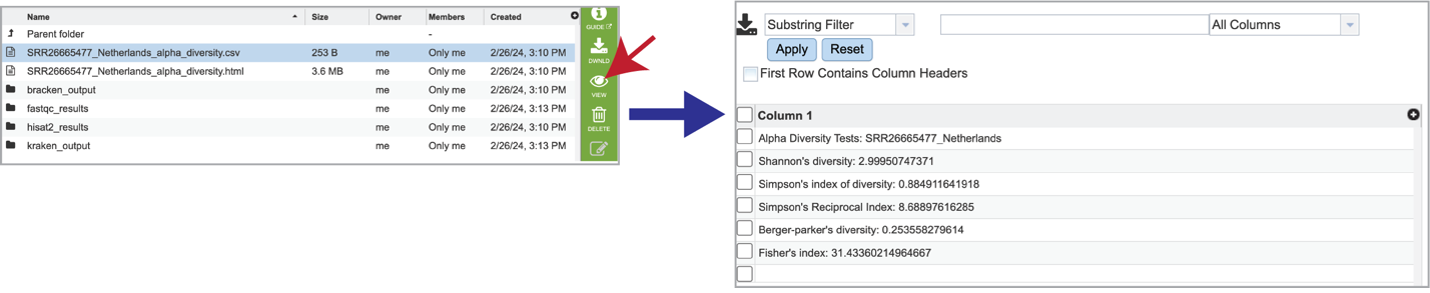 Name Size Owner Members Created
Parent folder -
SRR26665477_Netherlands_alpha_diversity.csv 253 B me Only me 2/26/24, 3:10 PM
SRR26665477_Netherlands_alpha_diversity.html 3.6 MB me Only me 2/26/24, 3:10 PM
bracken_output me Only me 2/26/24, 3:10 PM
fastqc_results me Only me 2/26/24, 3:13 PM
hisat2_results me Only me 2/26/24, 3:10 PM
kraken_output me Only me 2/26/24, 3:13 PM
GUIDE
DWNLD
VIEW
DELETE
Substring Filter All Columns
Apply Reset
First Row Contains Column Headers
Column 1
Alpha Diversity Tests: SRR26665477_Netherlands
Shannon's diversity: 2.99950747371
Simpson's index of diversity: 0.884911641918
Simpson's Reciprocal Index: 8.68897616285
Berger-parker's diversity: 0.253558279614
Fisher's index: 31.43360214964667